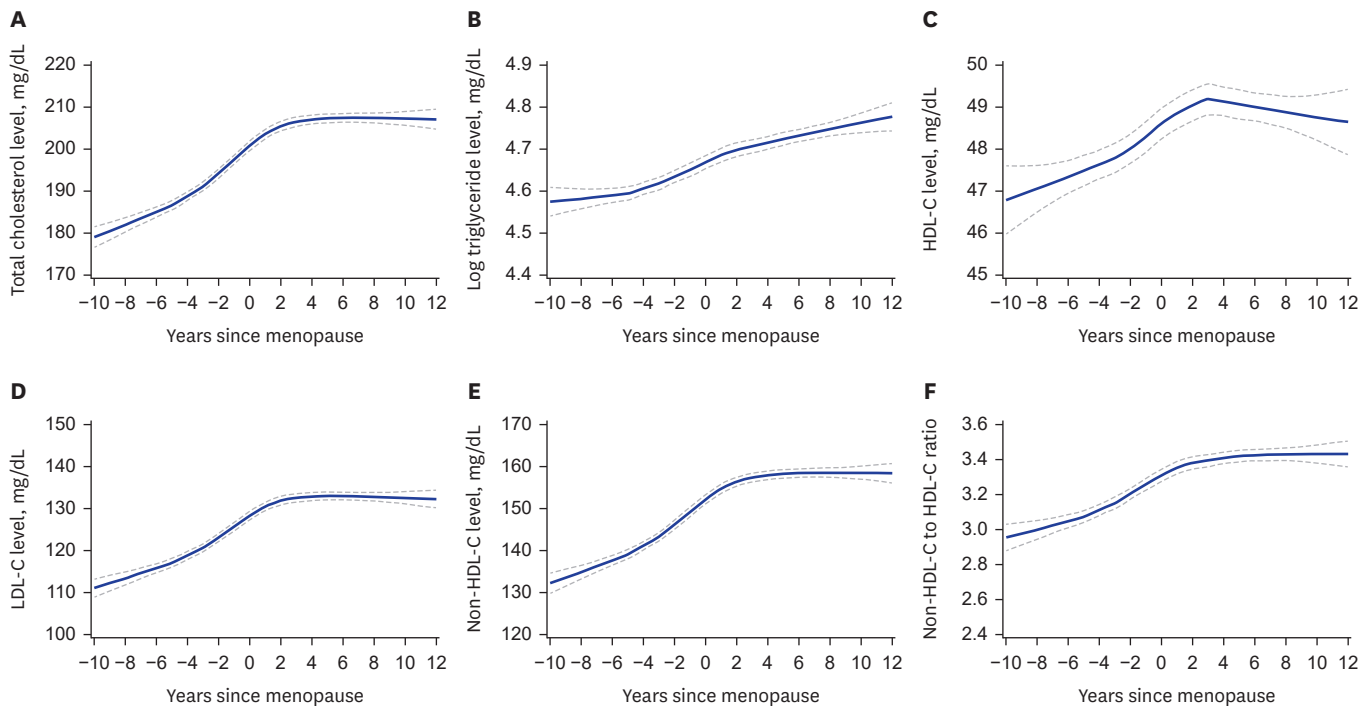 A
Total cholesterol level, mg/dL
220
210
200
190
180
170
−10 −8 −6 −4 −2 0 2 4 6 8 10 12
Years since menopause
B
Log triglyceride level, mg/dL
4.9
4.8
4.7
4.6
4.5
4.4
−10 −8 −6 −4 −2 0 2 4 6 8 10 12
Years since menopause
C
HDL-C level, mg/dL
50
49
48
47
46
45
−10 −8 −6 −4 −2 0 2 4 6 8 10 12
Years since menopause
D
LDL-C level, mg/dL
150
140
130
120
110
100
−10 −8 −6 −4 −2 0 2 4 6 8 10 12
Years since menopause
E
Non-HDL-C level, mg/dL
170
160
150
140
130
120
−10 −8 −6 −4 −2 0 2 4 6 8 10 12
Years since menopause
F
Non-HDL-C to HDL-C ratio
3.6
3.4
3.2
3.0
2.8
2.6
2.4
−10 −8 −6 −4 −2 0 2 4 6 8 10 12
Years since menopause